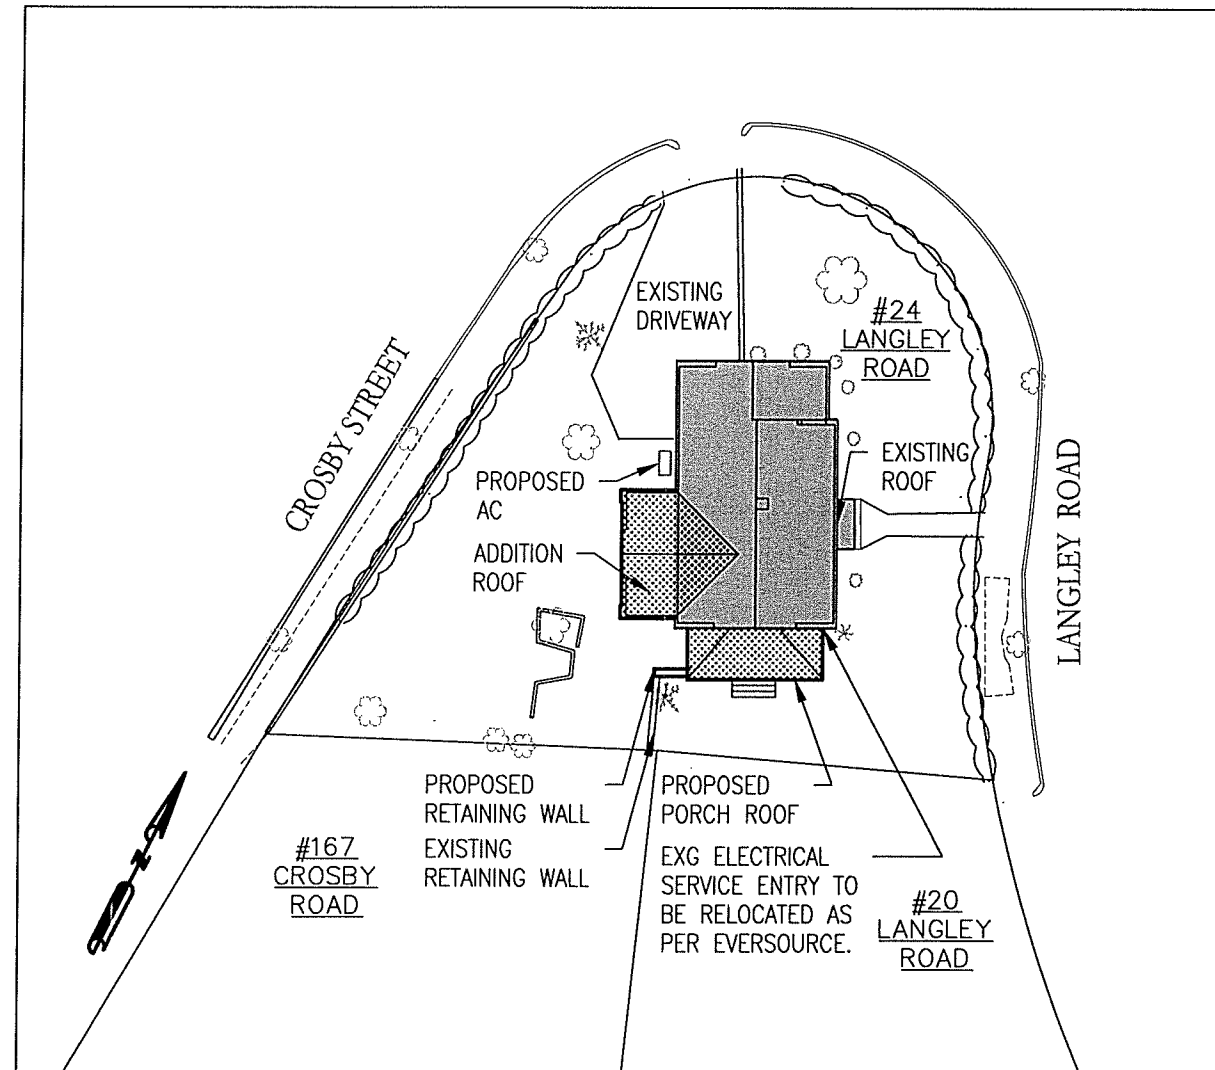 EXISTING
DRIVEWAY
#24
LANGLEY
ROAD
CROSBY STREET
EXISTING
ROOF
LANGLEY ROAD
PROPOSED
AC
ADDITION
ROOF
PROPOSED
RETAINING WALL
EXISTING
RETAINING WALL
PROPOSED
PORCH ROOF
EXG ELECTRICAL
SERVICE ENTRY TO
BE RELOCATED AS
PER EVERSOURCE.
#167
CROSBY
ROAD
#20
LANGLEY
ROAD
N